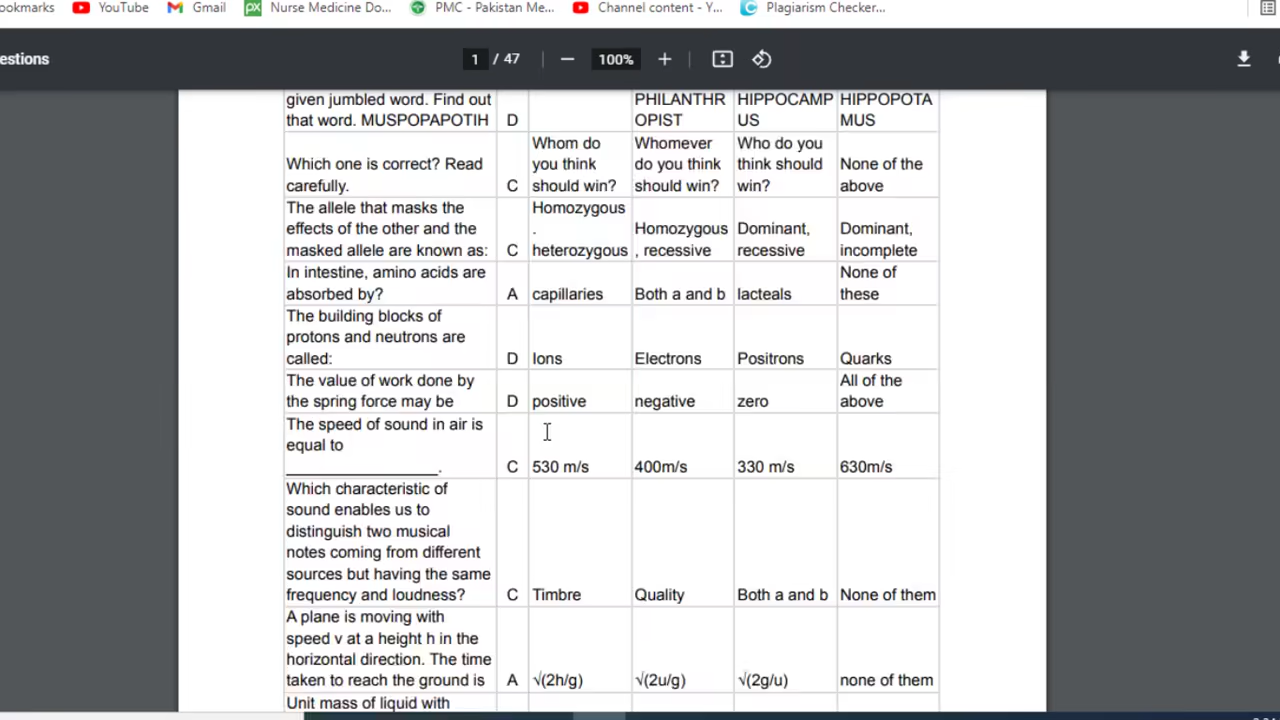 ookmarks YouTube Gmail Nurse Medicine Do... PMC - Pakistan Me... Channel content - Y... Plagiarism Checker...
estions 1 / 47 100%
given jumbled word. Find out PHILANTHR HIPPOCAMP HIPPOPOTA
that word. MUSPOPAPOTIH D OPIST US MUS
Whom do Whomever Who do you
Which one is correct? Read you think do you think think should None of the
carefully. C should win? should win? win? above
The allele that masks the Homozygous
effects of the other and the . Homozygous Dominant, Dominant,
masked allele are known as: C heterozygous , recessive recessive incomplete
In intestine, amino acids are None of
absorbed by? A capillaries Both a and b lacteals these
The building blocks of
protons and neutrons are
called: D Ions Electrons Positrons Quarks
The value of work done by All of the
the spring force may be D positive negative zero above
The speed of sound in air is
equal to
_________________. C 530 m/s 400m/s 330 m/s 630m/s
Which characteristic of
sound enables us to
distinguish two musical
notes coming from different
sources but having the same
frequency and loudness? C Timbre Quality Both a and b None of them
A plane is moving with
speed v at a height h in the
horizontal direction. The time
taken to reach the ground is A √(2h/g) √(2u/g) √(2g/u) none of them
Unit mass of liquid with